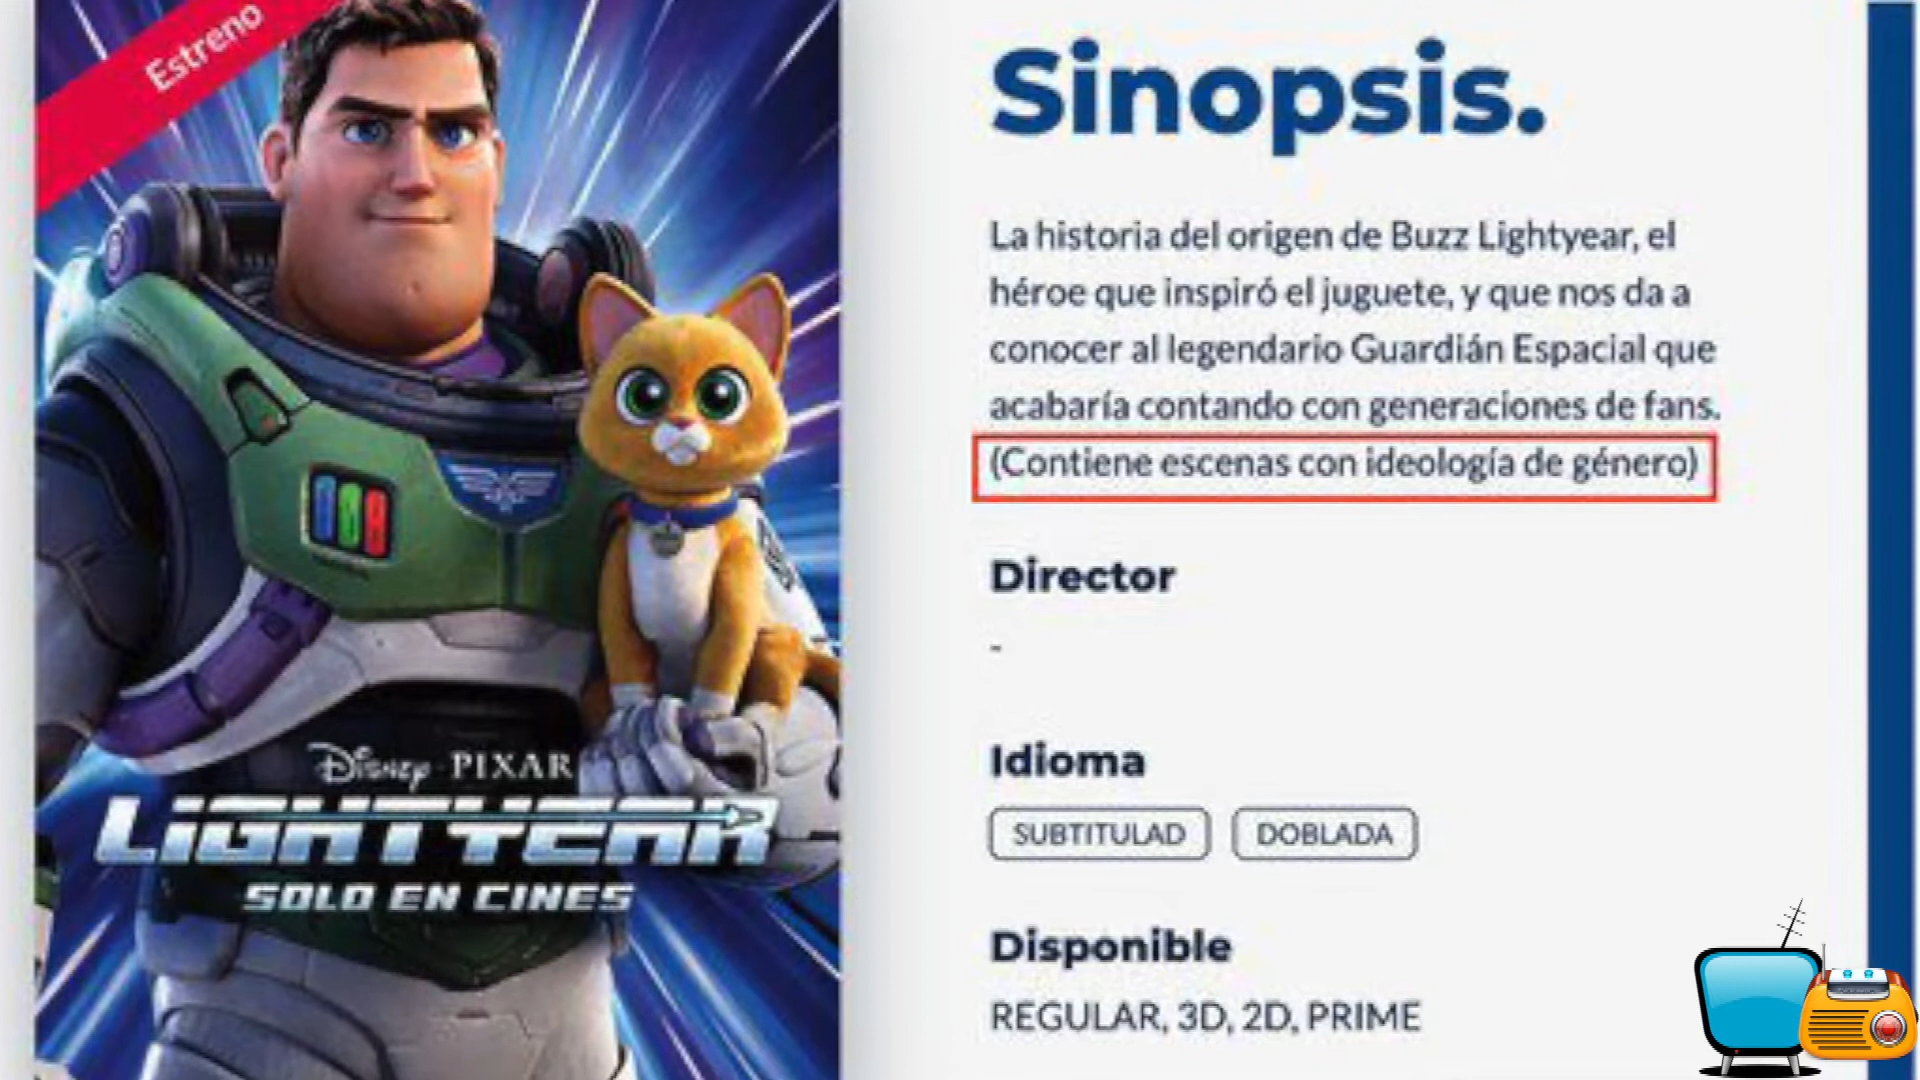 Estreno
Disney · PIXAR
LIGHTYEAR
SOLO EN CINES
Sinopsis.
La historia del origen de Buzz Lightyear, el
héroe que inspiró el juguete, y que nos da a
conocer al legendario Guardián Espacial que
acabaría contando con generaciones de fans.
(Contiene escenas con ideología de género)
Director
-
Idioma
SUBTITULAD
DOBLADA
Disponible
REGULAR, 3D, 2D, PRIME